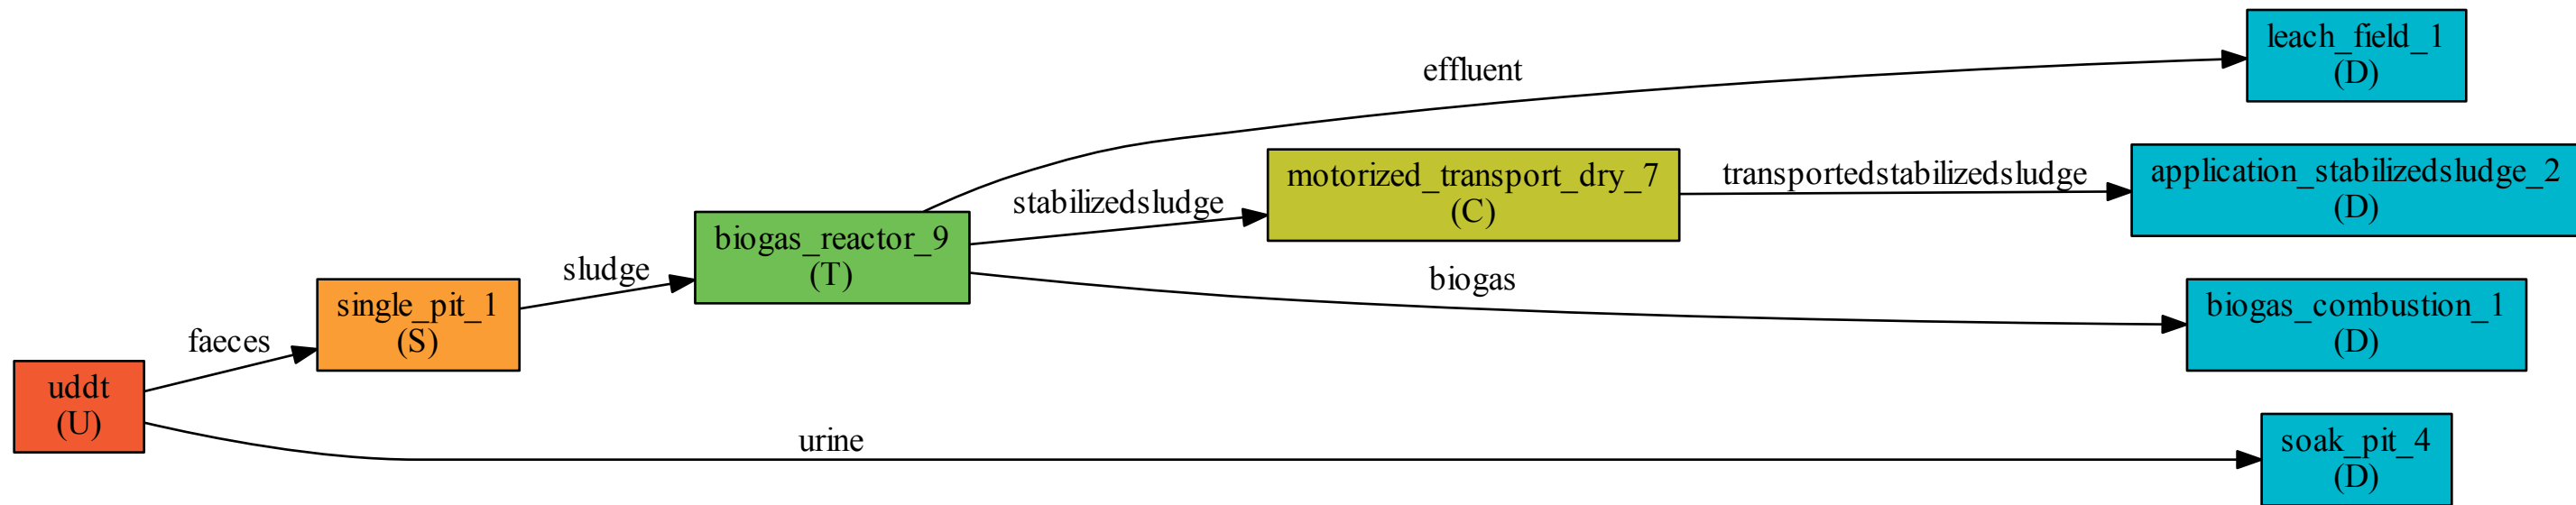 leach_field_1
(D)
effluent
motorized_transport_dry_7
(C)
transportedstabilizedsludge
application_stabilizedsludge_2
(D)
stabilizedsludge
biogas_reactor_9
(T)
sludge
biogas
biogas_combustion_1
(D)
single_pit_1
(S)
faeces
uddt
(U)
urine
soak_pit_4
(D)